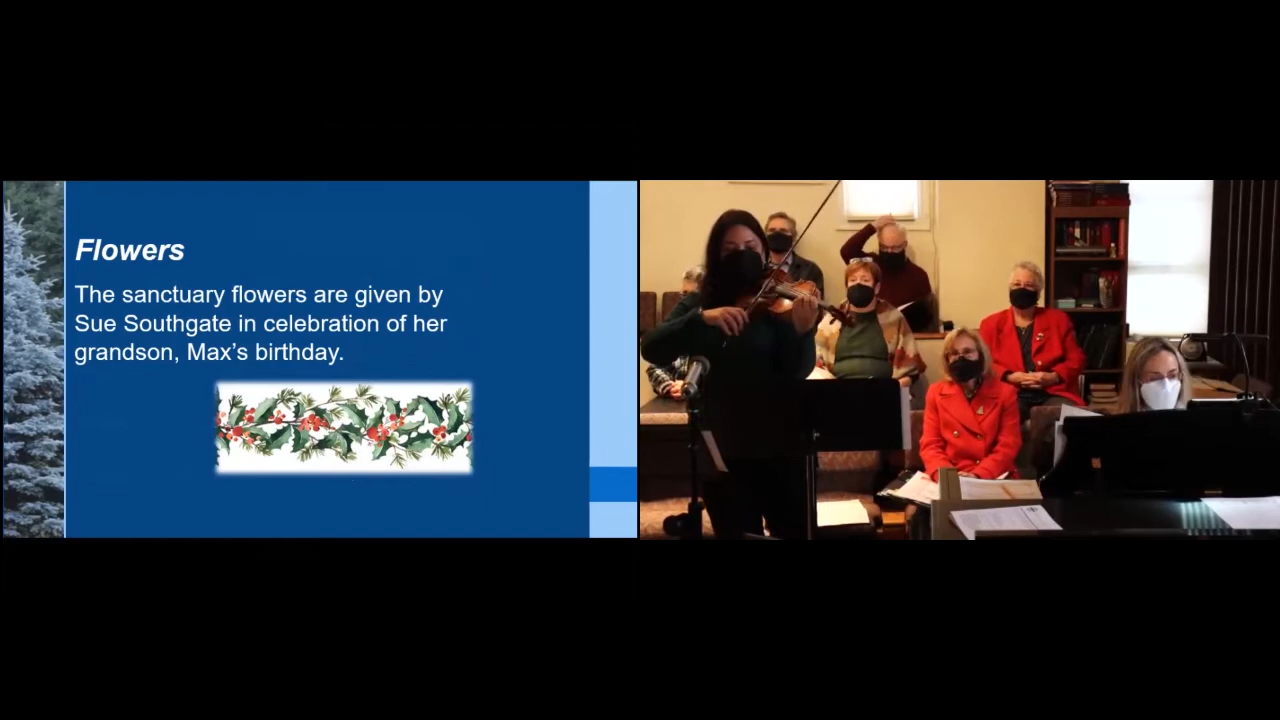 Flowers
The sanctuary flowers are given by
Sue Southgate in celebration of her
grandson, Max’s birthday.